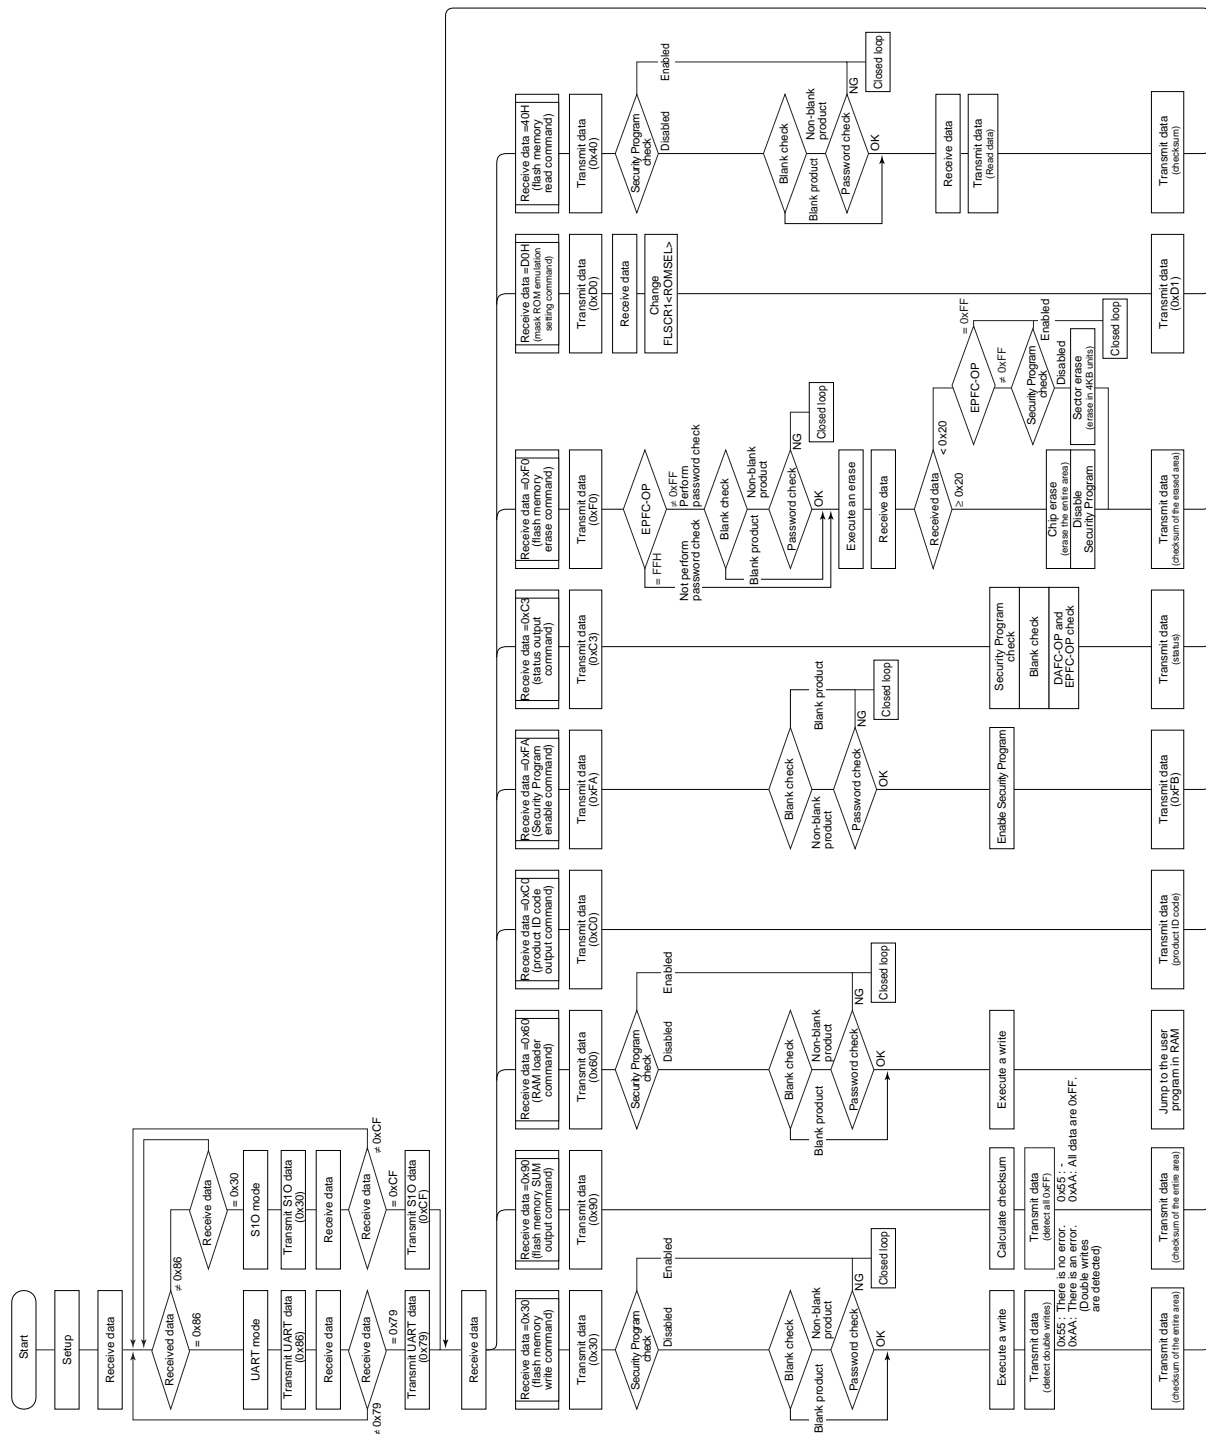 Start
Setup
Receive data
Received data
= 0x86
≠ 0x86
UART mode
Transmit UART data
(0x86)
Receive data
Receive data
= 0x79
≠ 0x79
Transmit UART data
(0x79)
Receive data
= 0x30
S1O mode
Transmit S1O data
(0x30)
Receive data
Receive data
= 0xCF
≠ 0xCF
Transmit S1O data
(0xCF)
Receive data
Receive data =0x30
(flash memory
write command)
Transmit data
(0x30)
Security Program
check
Enabled
Disabled
Blank check
Blank product
Non-blank
product
Password check
NG
OK
Closed loop
Execute a write
Transmit data
(detect double writes)
0x55 : There is no error.
0xAA: There is an error.
(Double writes
are detected)
Transmit data
(checksum of the entire area)
Receive data =0x90
(flash memory SUM
output command)
Transmit data
(0x90)
Calculate checksum
Transmit data
(detect all 0xFF)
0x55 : -
0xAA: All data are 0xFF.
Transmit data
(checksum of the entire area)
Receive data =0x60
(RAM loader
command)
Transmit data
(0x60)
Security Program
check
Enabled
Disabled
Blank check
Blank product
Non-blank
product
Password check
NG
OK
Closed loop
Execute a write
Jump to the user
program in RAM
Receive data =0xC0
(product ID code
output command)
Transmit data
(0xC0)
Transmit data
(product ID code)
Receive data =0xFA
(Security Program
enable command)
Transmit data
(0xFA)
Blank check
Blank product
Non-blank
product
Password check
NG
OK
Closed loop
Enable Security Program
Transmit data
(0xFB)
Receive data =0xC3
(status output
command)
Transmit data
(0xC3)
Security Program
check
Blank check
DAFC-OP and
EPFC-OP check
Transmit data
(status)
Receive data =0xF0
(flash memory
erase command)
Transmit data
(0xF0)
EPFC-OP
= FFH
≠ 0xFF
Not perform
password check
Perform
password check
Blank check
Blank product
Non-blank
product
Password check
NG
OK
Closed loop
Execute an erase
Receive data
Received data
< 0x20
≥ 0x20
EPFC-OP
= 0xFF
≠ 0xFF
Security Program
check
Enabled
Disabled
Closed loop
Chip erase
(erase the entire area)
Disable
Security Program
Sector erase
(erase in 4KB units)
Transmit data
(checksum of the erased area)
Receive data =D0H
(mask ROM emulation
setting command)
Transmit data
(0xD0)
Receive data
Change
FLSCR1<ROMSEL>
Transmit data
(0xD1)
Receive data =40H
(flash memory
read command)
Transmit data
(0x40)
Security Program
check
Enabled
Disabled
Blank check
Blank product
Non-blank
product
Password check
NG
OK
Closed loop
Receive data
Transmit data
(Read data)
Transmit data
(checksum)